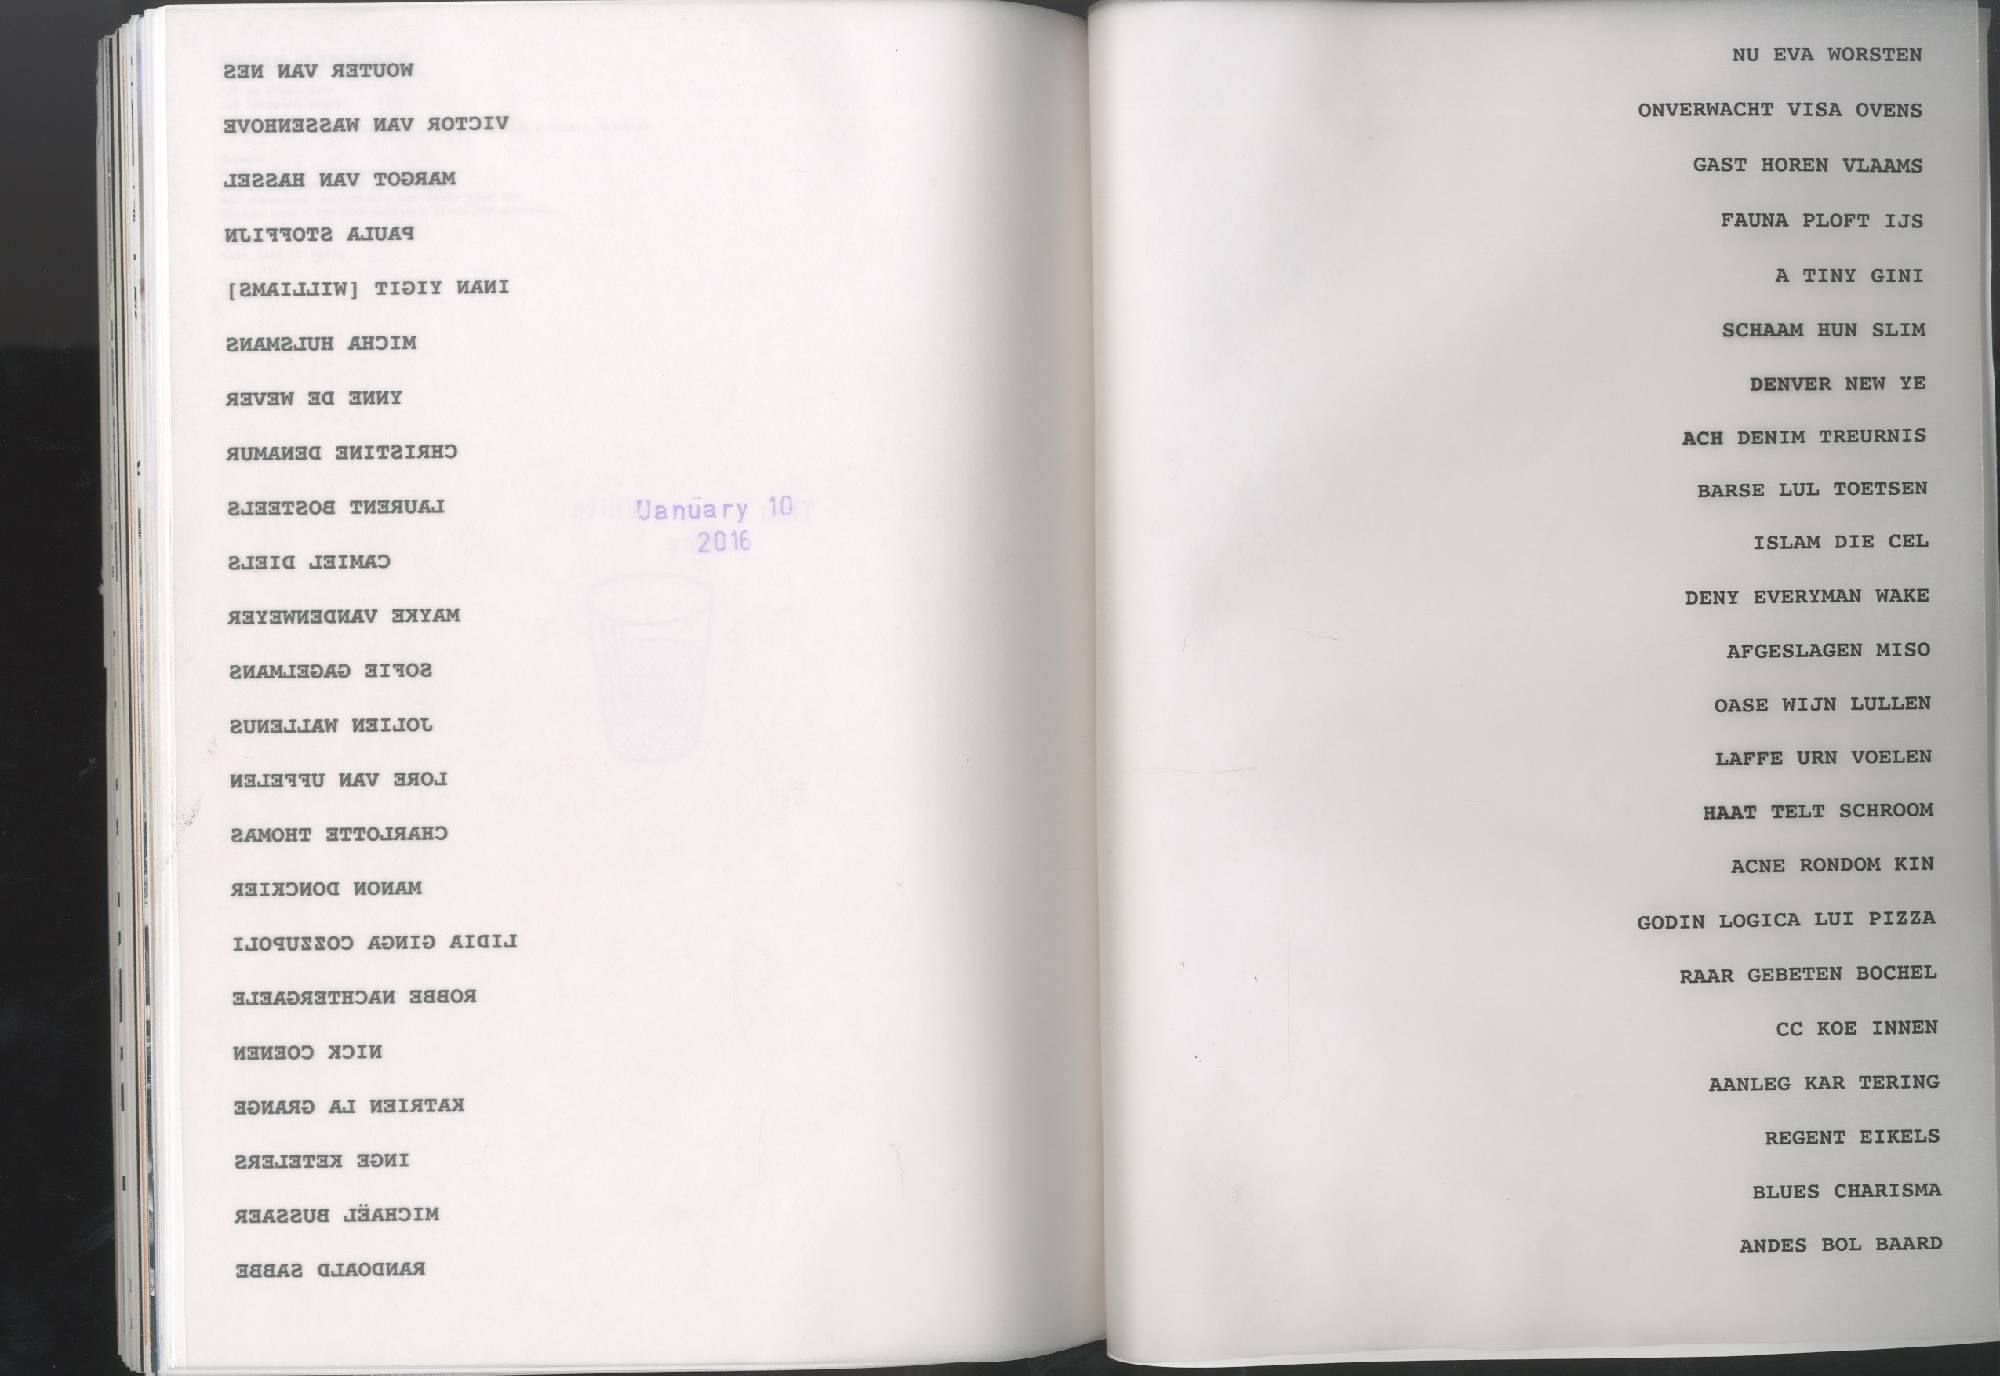 WOUTER VAN NES
VICTOR VAN WASSENHOVE
MARGOT VAN HASSEL
PAULA STOFFIJN
INAN YIGIT [WILLIAMS]
MICHA HULSMANS
YNNE DE WEVER
CHRISTINE DENAMUR
LAURENT BOSTEELS
CAMIEL DIELS
MAYKE VANDENWEYER
SOFIE GAGELMANS
JOLIEN WALLENUS
LORE VAN UFFELEN
CHARLOTTE THOMAS
MANON DONCKIER
LIDIA GINGA COZZUPOLI
ROBBE NACHTERGAELE
NICK COENEN
KATRIEN LA GRANGE
INGE KETELERS
MICHAËL BUSSAER
RANDOALD SABBE
January 10
2016
NU EVA WORSTEN
ONVERWACHT VISA OVENS
GAST HOREN VLAAMS
FAUNA PLOFT IJS
A TINY GINI
SCHAAM HUN SLIM
DENVER NEW YE
ACH DENIM TREURNIS
BARSE LUL TOETSEN
ISLAM DIE CEL
DENY EVERYMAN WAKE
AFGESLAGEN MISO
OASE WIJN LULLEN
LAFFE URN VOELEN
HAAT TELT SCHROOM
ACNE RONDOM KIN
GODIN LOGICA LUI PIZZA
RAAR GEBETEN BOCHEL
CC KOE INNEN
AANLEG KAR TERING
REGENT EIKELS
BLUES CHARISMA
ANDES BOL BAARD